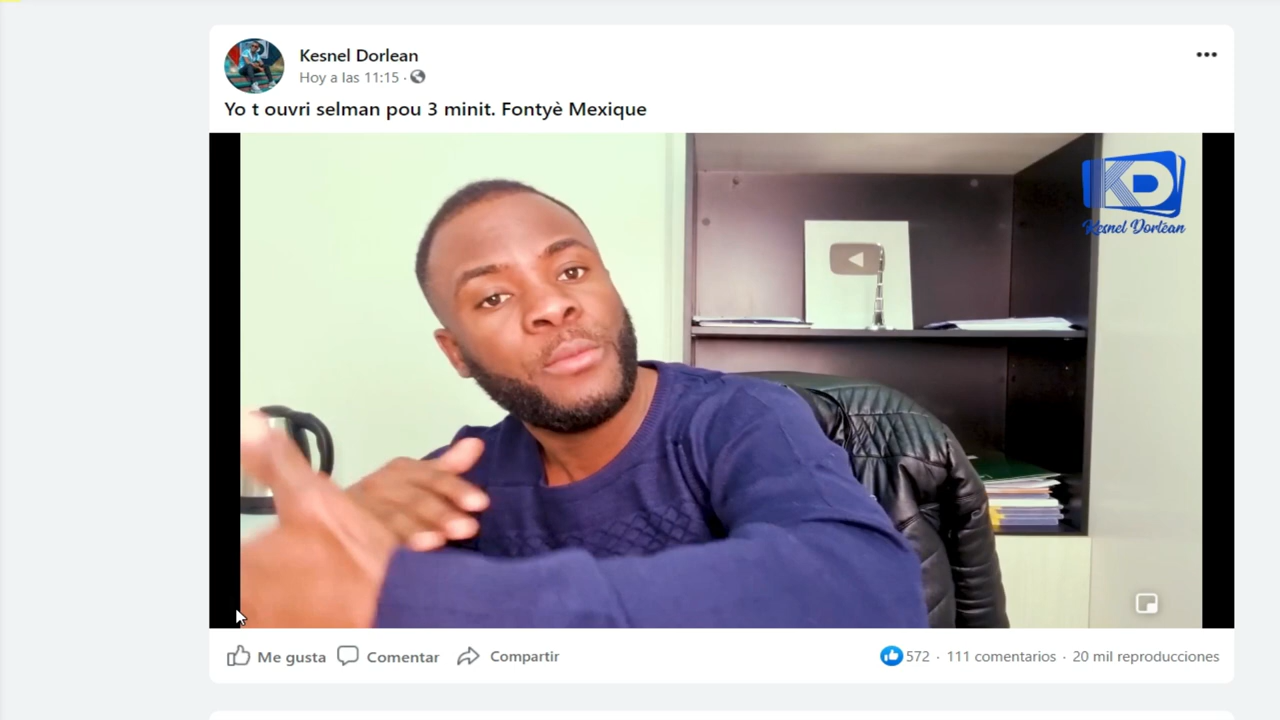 Kesnel Dorlean
Hoy a las 11:15 ·
Yo t ouvri selman pou 3 minit. Fontyè Mexique
KD
Kesnel Dorlēan
Me gusta Comentar Compartir 572 · 111 comentarios · 20 mil reproducciones